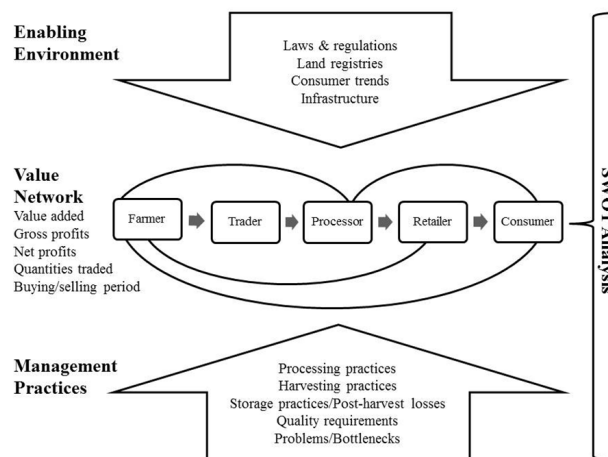 Enabling
Environment
Laws & regulations
Land registries
Consumer trends
Infrastructure
Value
Network
Value added
Gross profits
Net profits
Quantities traded
Buying/selling period
Farmer
Trader
Processor
Retailer
Consumer
SWOT Analysis
Management
Practices
Processing practices
Harvesting practices
Storage practices/Post-harvest losses
Quality requirements
Problems/Bottlenecks